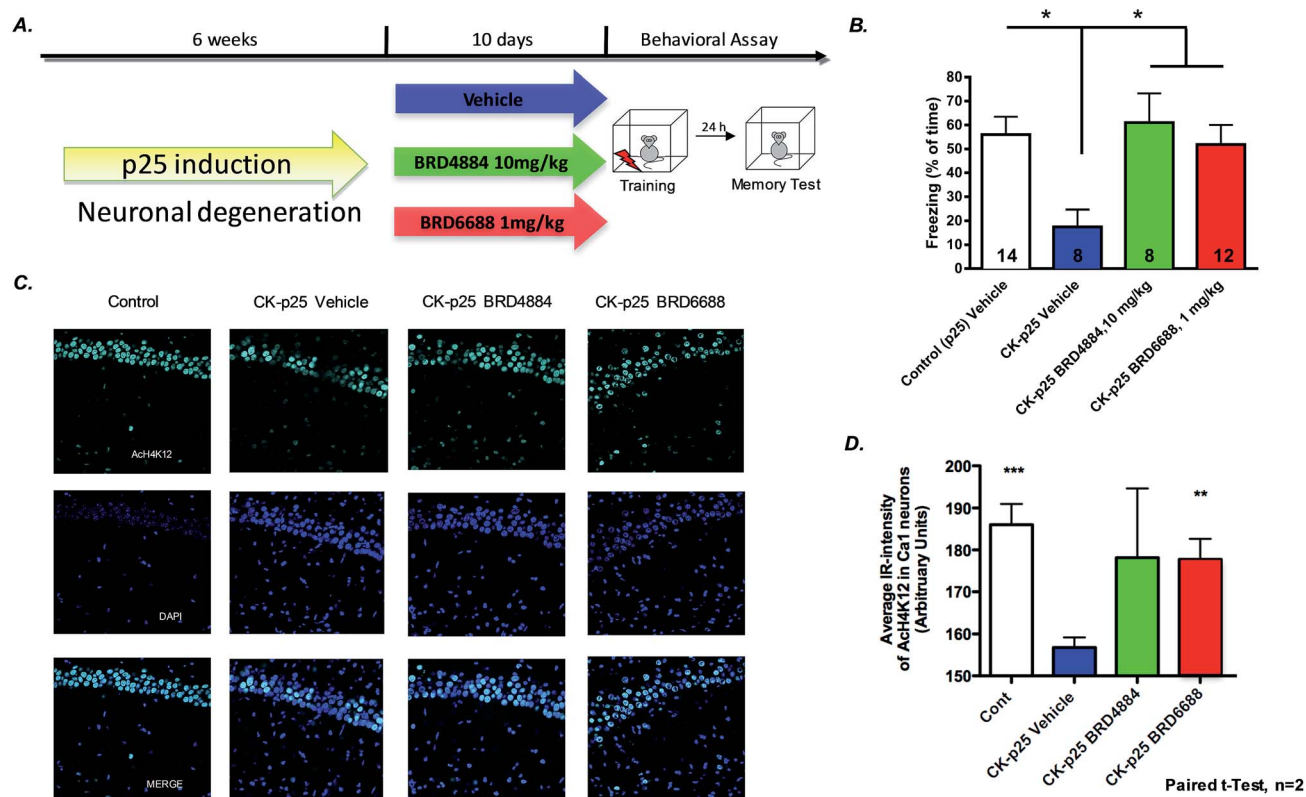 A.
6 weeks
10 days
Behavioral Assay
p25 induction
Neuronal degeneration
Vehicle
BRD4884 10mg/kg
BRD6688 1mg/kg
24 h
Training
Memory Test
B.
*
*
Freezing (% of time)
80
70
60
50
40
30
20
10
0
14
8
8
12
Control (p25) Vehicle
CK-p25 Vehicle
CK-p25 BRD4884, 10 mg/kg
CK-p25 BRD6688, 1 mg/kg
C.
Control
CK-p25 Vehicle
CK-p25 BRD4884
CK-p25 BRD6688
AcH4K12
DAPI
MERGE
D.
Average IR-intensity
of AcH4K12 in Ca1 neurons
(Arbitruary Units)
200
190
180
170
160
150
***
**
Cont
CK-p25 Vehicle
CK-p25 BRD4884
CK-p25 BRD6688
Paired t-Test, n=2